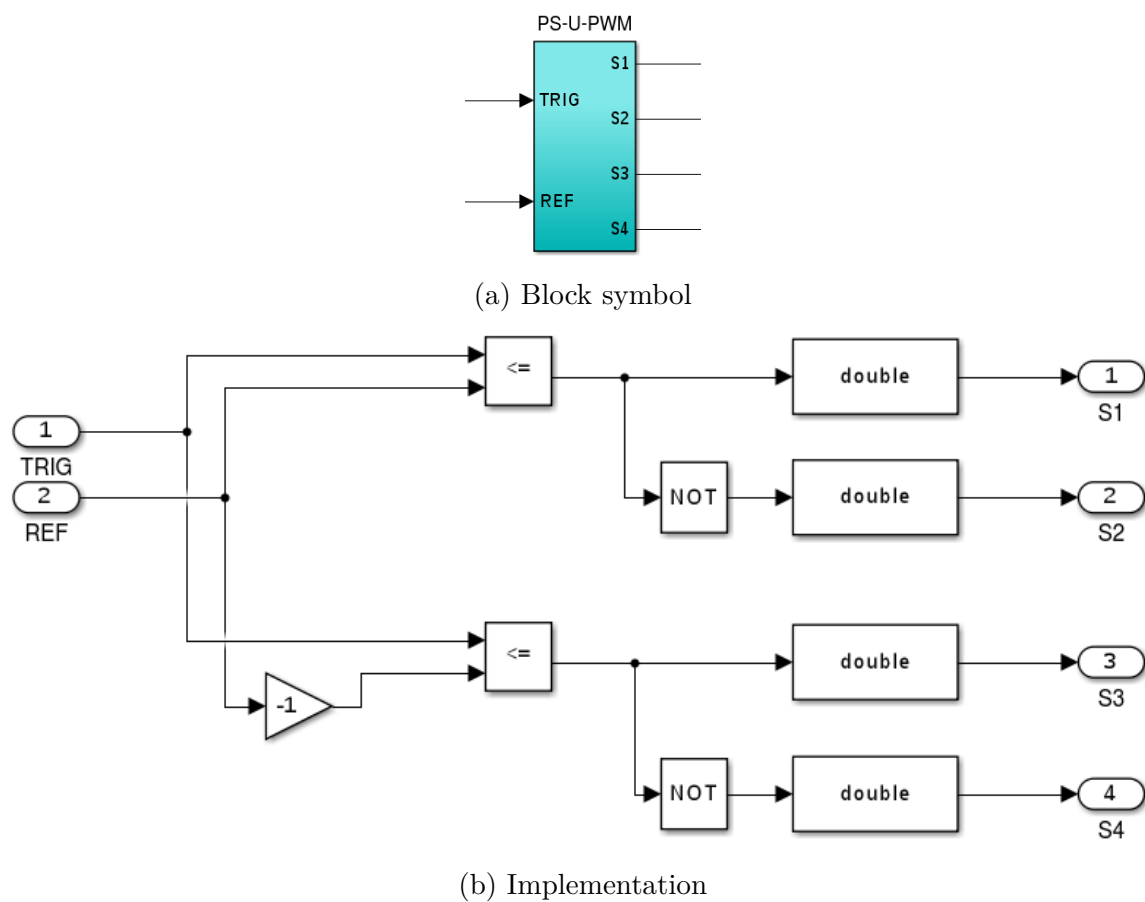 PS-U-PWM
S1
TRIG
S2
S3
REF
S4
(a) Block symbol
<=
double
1
S1
1
TRIG
2
REF
NOT
double
2
S2
<=
double
3
S3
-1
NOT
double
4
S4
(b) Implementation